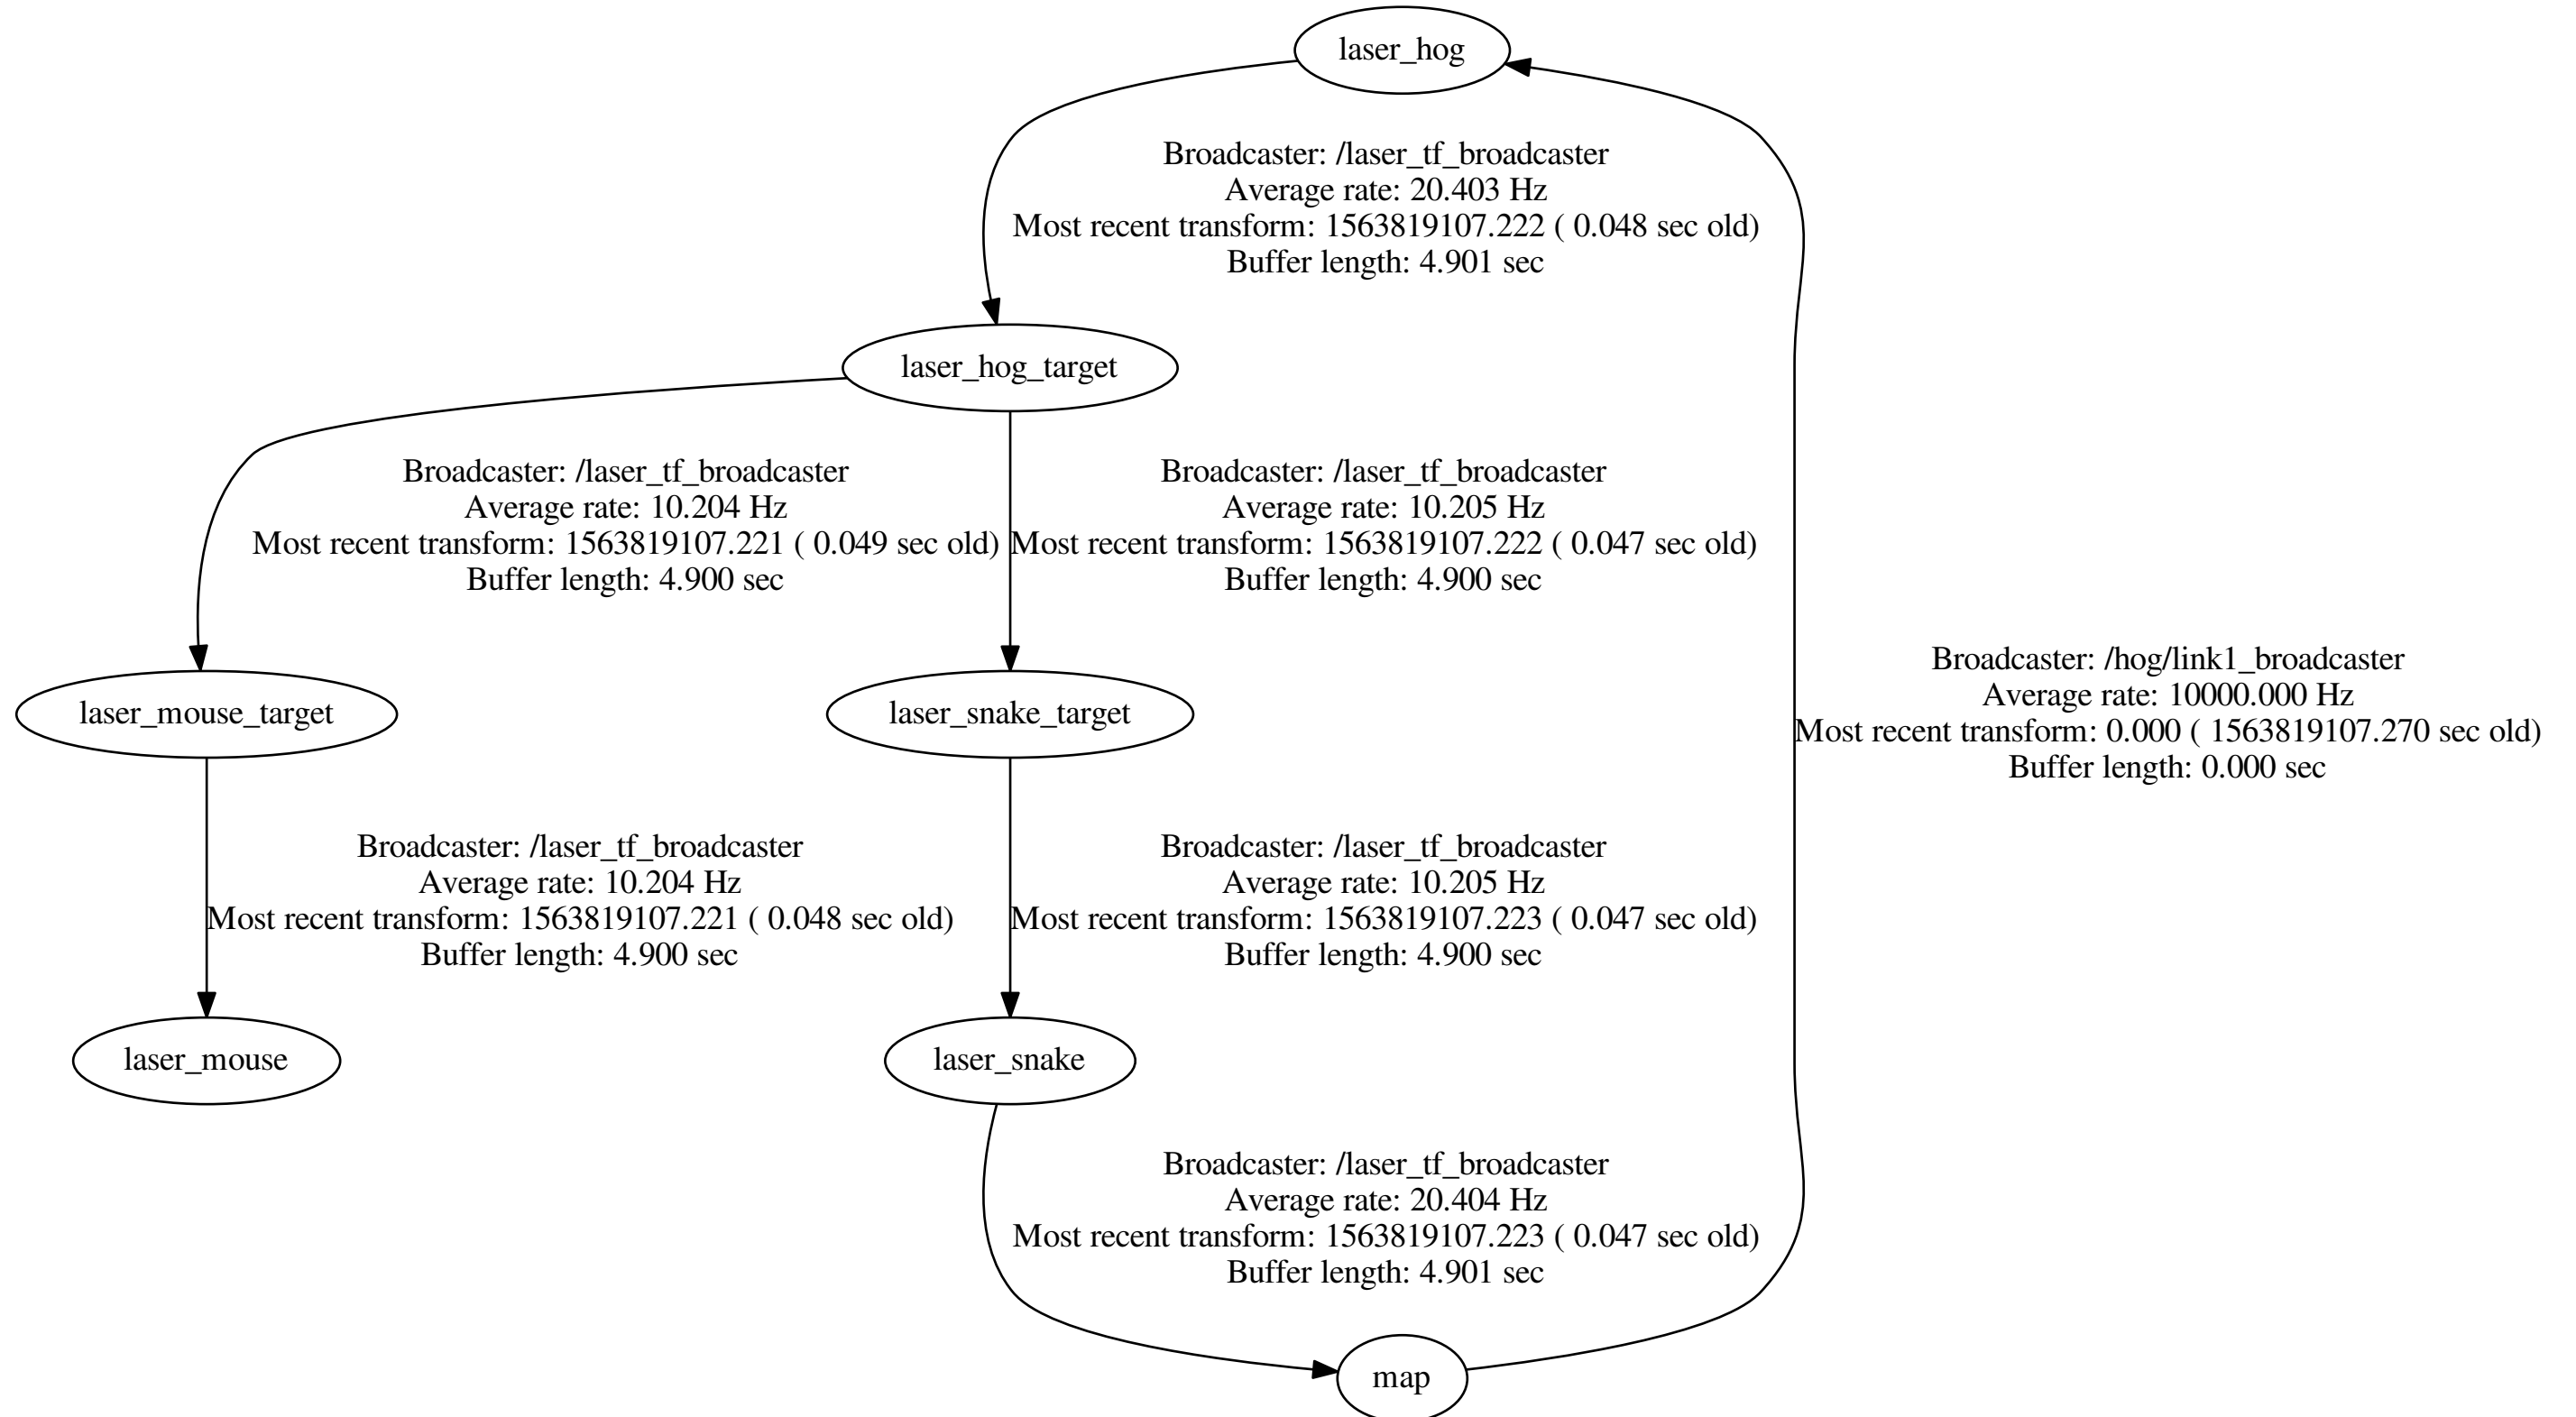 laser_hog
Broadcaster: /laser_tf_broadcaster
Average rate: 20.403 Hz
Most recent transform: 1563819107.222 ( 0.048 sec old)
Buffer length: 4.901 sec
laser_hog_target
Broadcaster: /laser_tf_broadcaster
Average rate: 10.204 Hz
Most recent transform: 1563819107.221 ( 0.049 sec old)
Buffer length: 4.900 sec
Broadcaster: /laser_tf_broadcaster
Average rate: 10.205 Hz
Most recent transform: 1563819107.222 ( 0.047 sec old)
Buffer length: 4.900 sec
Broadcaster: /hog/link1_broadcaster
Average rate: 10000.000 Hz
Most recent transform: 0.000 ( 1563819107.270 sec old)
Buffer length: 0.000 sec
laser_mouse_target
laser_snake_target
Broadcaster: /laser_tf_broadcaster
Average rate: 10.204 Hz
Most recent transform: 1563819107.221 ( 0.048 sec old)
Buffer length: 4.900 sec
Broadcaster: /laser_tf_broadcaster
Average rate: 10.205 Hz
Most recent transform: 1563819107.223 ( 0.047 sec old)
Buffer length: 4.900 sec
laser_mouse
laser_snake
Broadcaster: /laser_tf_broadcaster
Average rate: 20.404 Hz
Most recent transform: 1563819107.223 ( 0.047 sec old)
Buffer length: 4.901 sec
map